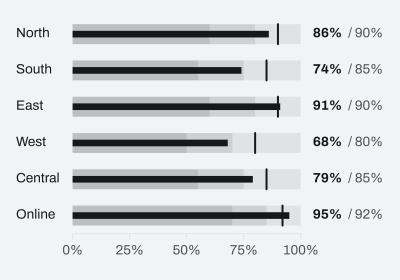 North 86% / 90%
South 74% / 85%
East 91% / 90%
West 68% / 80%
Central 79% / 85%
Online 95% / 92%
0% 25% 50% 75% 100%